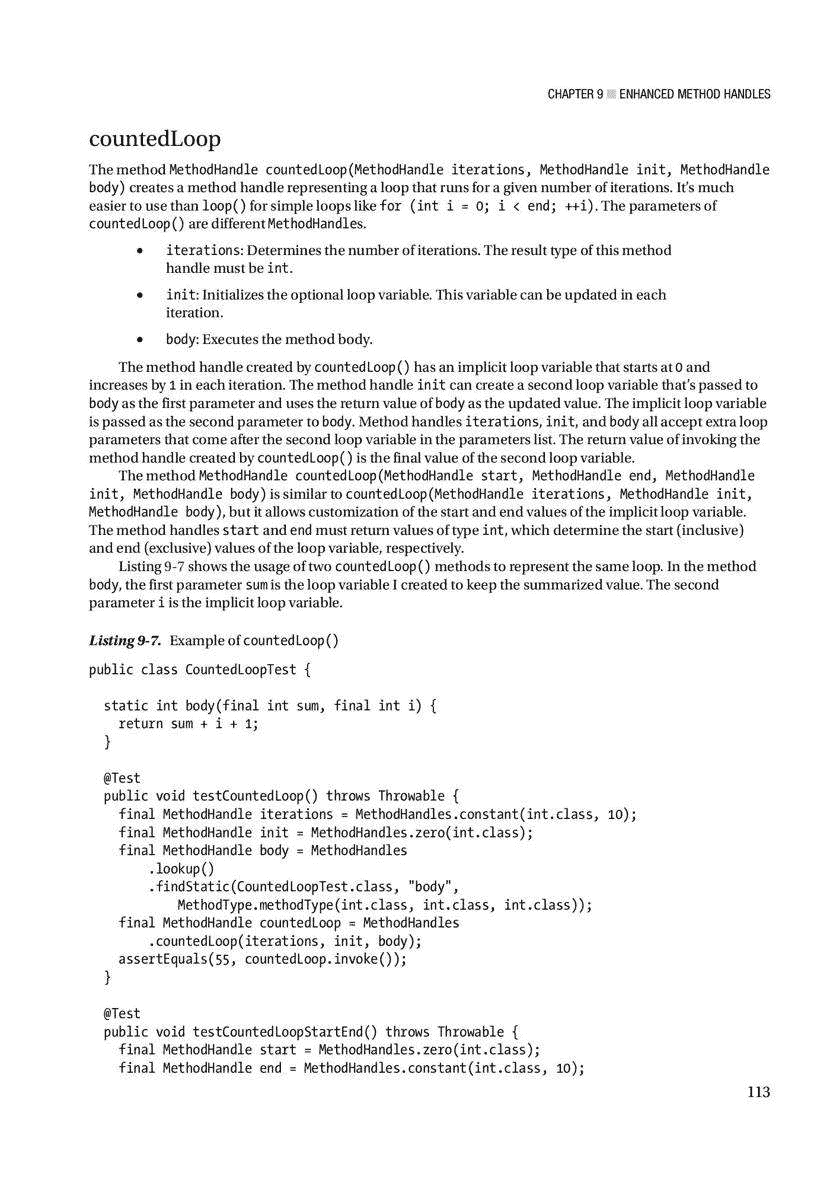 CHAPTER 9 ▒ ENHANCED METHOD HANDLES
countedLoop
The method MethodHandle countedLoop(MethodHandle iterations, MethodHandle init, MethodHandle
body) creates a method handle representing a loop that runs for a given number of iterations. It's much
easier to use than loop() for simple loops like for (int i = 0; i < end; ++i). The parameters of
countedLoop() are different MethodHandles.
• iterations: Determines the number of iterations. The result type of this method
handle must be int.
• init: Initializes the optional loop variable. This variable can be updated in each
iteration.
• body: Executes the method body.
The method handle created by countedLoop() has an implicit loop variable that starts at 0 and
increases by 1 in each iteration. The method handle init can create a second loop variable that's passed to
body as the first parameter and uses the return value of body as the updated value. The implicit loop variable
is passed as the second parameter to body. Method handles iterations, init, and body all accept extra loop
parameters that come after the second loop variable in the parameters list. The return value of invoking the
method handle created by countedLoop() is the final value of the second loop variable.
The method MethodHandle countedLoop(MethodHandle start, MethodHandle end, MethodHandle
init, MethodHandle body) is similar to countedLoop(MethodHandle iterations, MethodHandle init,
MethodHandle body), but it allows customization of the start and end values of the implicit loop variable.
The method handles start and end must return values of type int, which determine the start (inclusive)
and end (exclusive) values of the loop variable, respectively.
Listing 9-7 shows the usage of two countedLoop() methods to represent the same loop. In the method
body, the first parameter sum is the loop variable I created to keep the summarized value. The second
parameter i is the implicit loop variable.
Listing 9-7. Example of countedLoop()
public class CountedLoopTest {
  static int body(final int sum, final int i) {
    return sum + i + 1;
  }
  @Test
  public void testCountedLoop() throws Throwable {
    final MethodHandle iterations = MethodHandles.constant(int.class, 10);
    final MethodHandle init = MethodHandles.zero(int.class);
    final MethodHandle body = MethodHandles
        .lookup()
        .findStatic(CountedLoopTest.class, "body",
            MethodType.methodType(int.class, int.class, int.class));
    final MethodHandle countedLoop = MethodHandles
        .countedLoop(iterations, init, body);
    assertEquals(55, countedLoop.invoke());
  }
  @Test
  public void testCountedLoopStartEnd() throws Throwable {
    final MethodHandle start = MethodHandles.zero(int.class);
    final MethodHandle end = MethodHandles.constant(int.class, 10);
113